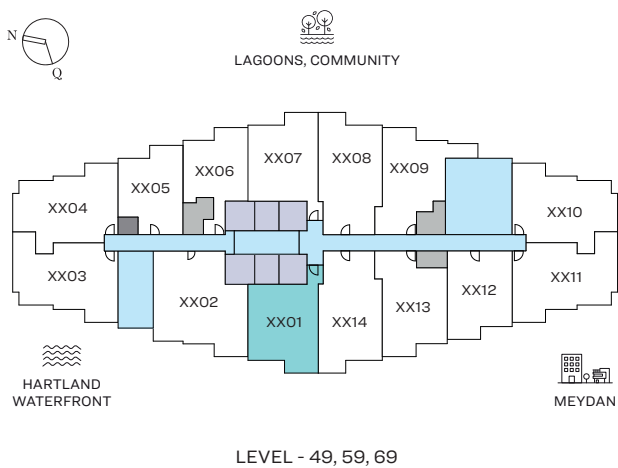 N
Q
LAGOONS, COMMUNITY
XX07
XX08
XX06
XX09
XX05
XX04
XX10
XX03
XX11
XX02
XX12
XX13
XX01
XX14
HARTLAND
WATERFRONT
MEYDAN
LEVEL - 49, 59, 69